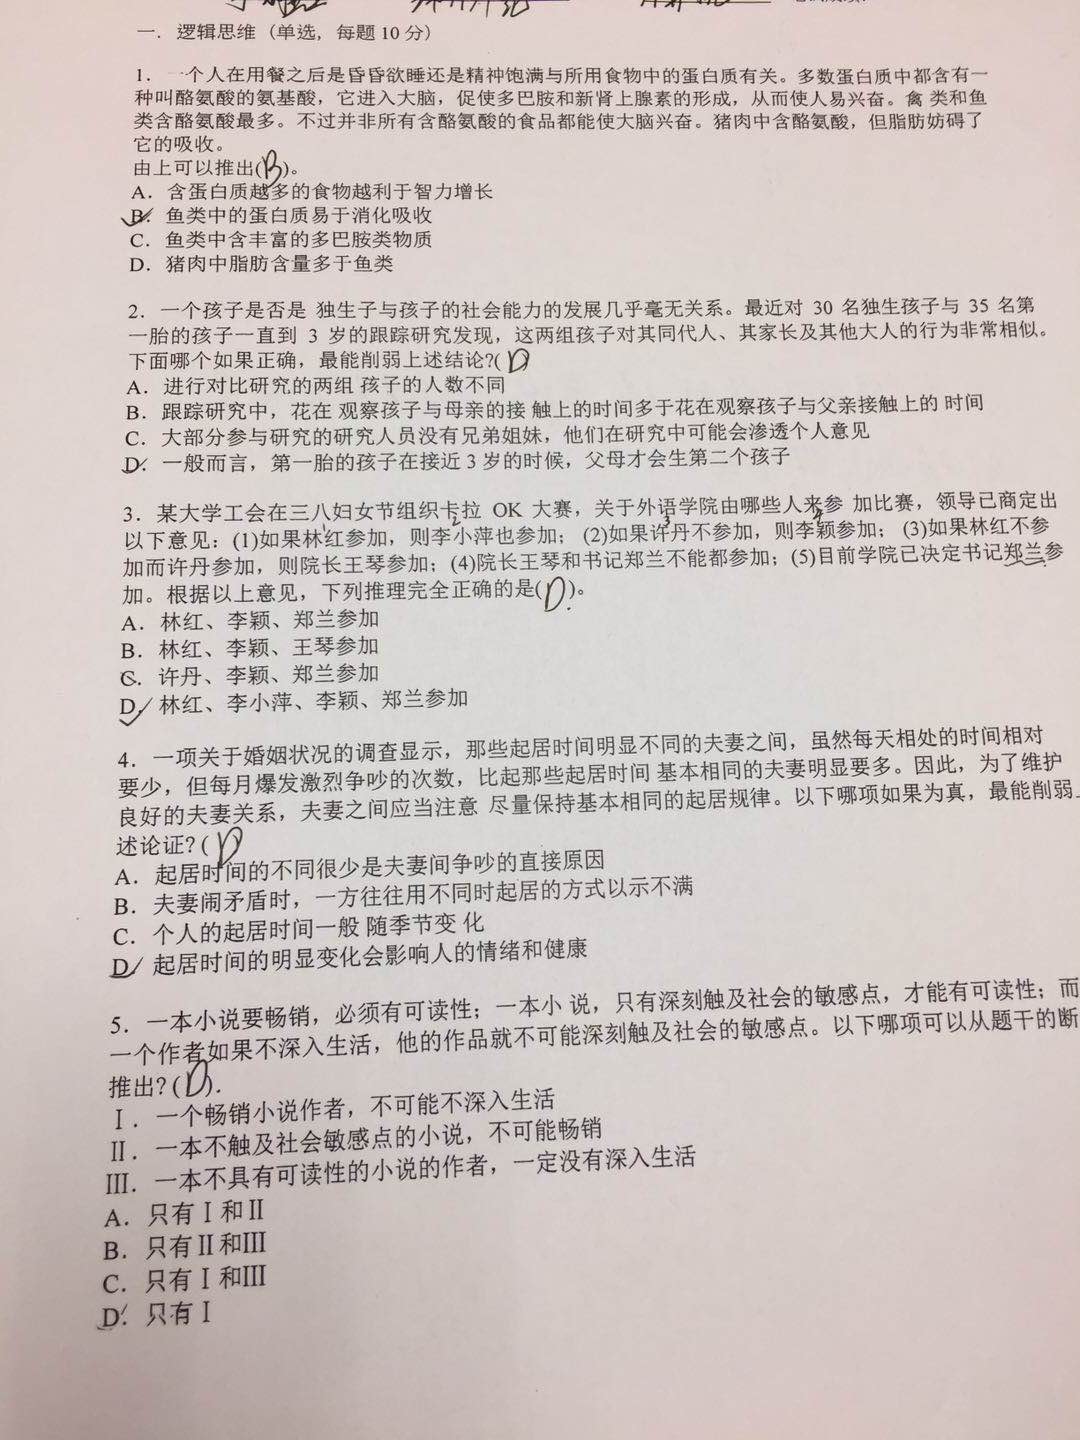 一. 逻辑思维（单选, 每题 10 分）
1. 一个人在用餐之后是昏昏欲睡还是精神饱满与所用食物中的蛋白质有关。多数蛋白质中都含有一
种叫酪氨酸的氨基酸，它进入大脑，促使多巴胺和新肾上腺素的形成，从而使人易兴奋。禽 类和鱼
类含酪氨酸最多。不过并非所有含酪氨酸的食品都能使大脑兴奋。猪肉中含酪氨酸，但脂肪妨碍了
它的吸收。
由上可以推出(B)。
A. 含蛋白质越多的食物越利于智力增长
B. 鱼类中的蛋白质易于消化吸收
C. 鱼类中含丰富的多巴胺类物质
D. 猪肉中脂肪含量多于鱼类
2. 一个孩子是否是 独生子与孩子的社会能力的发展几乎毫无关系。最近对 30 名独生孩子与 35 名第
一胎的孩子一直到 3 岁的跟踪研究发现，这两组孩子对其同代人、其家长及其他大人的行为非常相似。
下面哪个如果正确，最能削弱上述结论?(D)
A. 进行对比研究的两组 孩子的人数不同
B. 跟踪研究中，花在 观察孩子与母亲的接 触上的时间多于花在观察孩子与父亲接触上的 时间
C. 大部分参与研究的研究人员没有兄弟姐妹，他们在研究中可能会渗透个人意见
D. 一般而言，第一胎的孩子在接近 3 岁的时候，父母才会生第二个孩子
3. 某大学工会在三八妇女节组织卡拉 OK 大赛，关于外语学院由哪些人来参 加比赛，领导已商定出
以下意见：(1)如果林红参加，则李小萍也参加；(2)如果许丹不参加，则李颖参加；(3)如果林红不参
加而许丹参加，则院长王琴参加；(4)院长王琴和书记郑兰不能都参加；(5)目前学院已决定书记郑兰参
加。根据以上意见，下列推理完全正确的是(D)。
A. 林红、李颖、郑兰参加
B. 林红、李颖、王琴参加
C. 许丹、李颖、郑兰参加
D. 林红、李小萍、李颖、郑兰参加
4. 一项关于婚姻状况的调查显示，那些起居时间明显不同的夫妻之间，虽然每天相处的时间相对
要少，但每月爆发激烈争吵的次数，比起那些起居时间 基本相同的夫妻明显要多。因此，为了维护
良好的夫妻关系，夫妻之间应当注意 尽量保持基本相同的起居规律。以下哪项如果为真，最能削弱
述论证?(D
A. 起居时间的不同很少是夫妻间争吵的直接原因
B. 夫妻闹矛盾时，一方往往用不同时起居的方式以示不满
C. 个人的起居时间一般 随季节变 化
D. 起居时间的明显变化会影响人的情绪和健康
5. 一本小说要畅销，必须有可读性；一本小 说，只有深刻触及社会的敏感点，才能有可读性；而
一个作者如果不深入生活，他的作品就不可能深刻触及社会的敏感点。以下哪项可以从题干的断
推出?(D).
Ⅰ. 一个畅销小说作者，不可能不深入生活
Ⅱ. 一本不触及社会敏感点的小说，不可能畅销
Ⅲ. 一本不具有可读性的小说的作者，一定没有深入生活
A. 只有Ⅰ和Ⅱ
B. 只有Ⅱ和Ⅲ
C. 只有Ⅰ和Ⅲ
D. 只有Ⅰ